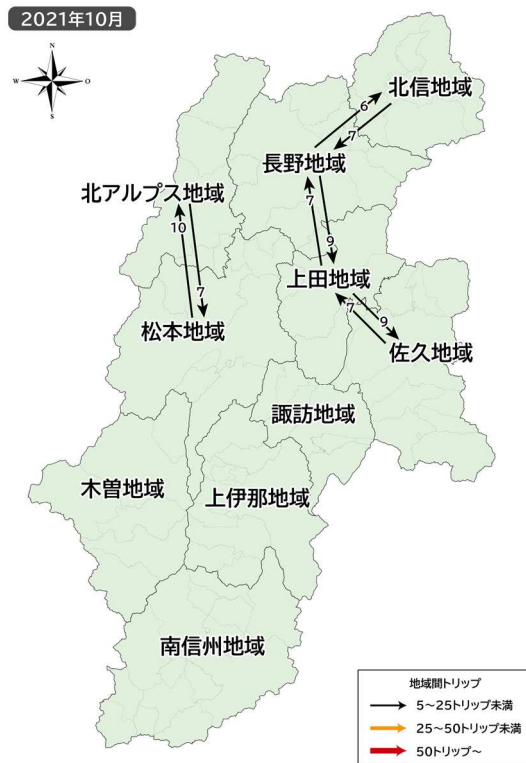 2021年10月
N
W
O
S
北信地域
6
7
長野地域
北アルプス地域
7
10
9
上田地域
7
松本地域
9
7
佐久地域
諏訪地域
木曽地域
上伊那地域
南信州地域
地域間トリップ
5～25トリップ未満
25～50トリップ未満
50トリップ～